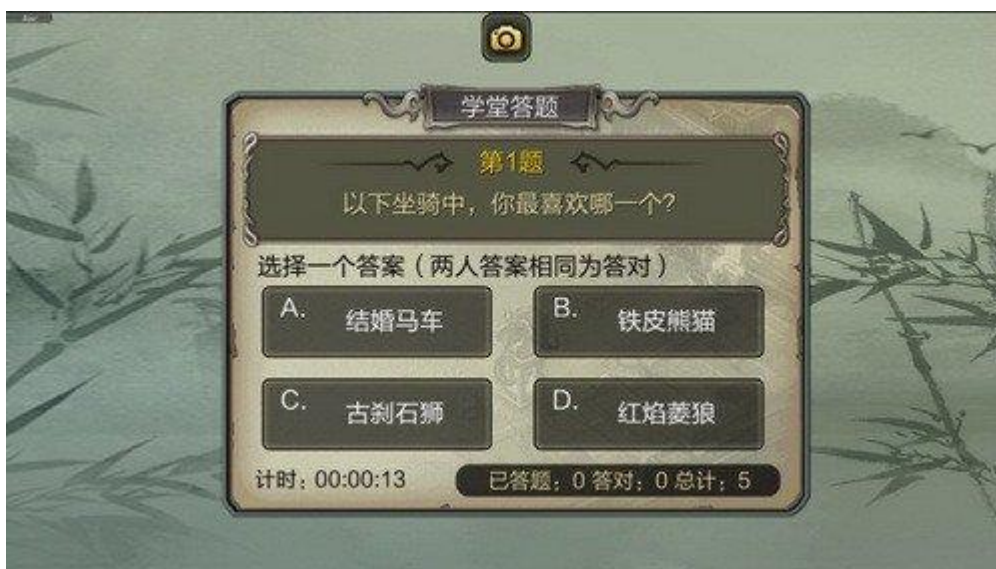 学堂答题
第1题
以下坐骑中，你最喜欢哪一个?
选择一个答案（两人答案相同为答对）
A. 结婚马车
B. 铁皮熊猫
C. 古刹石狮
D. 红焰菱狼
计时：00:00:13
已答题：0 答对：0 总计：5